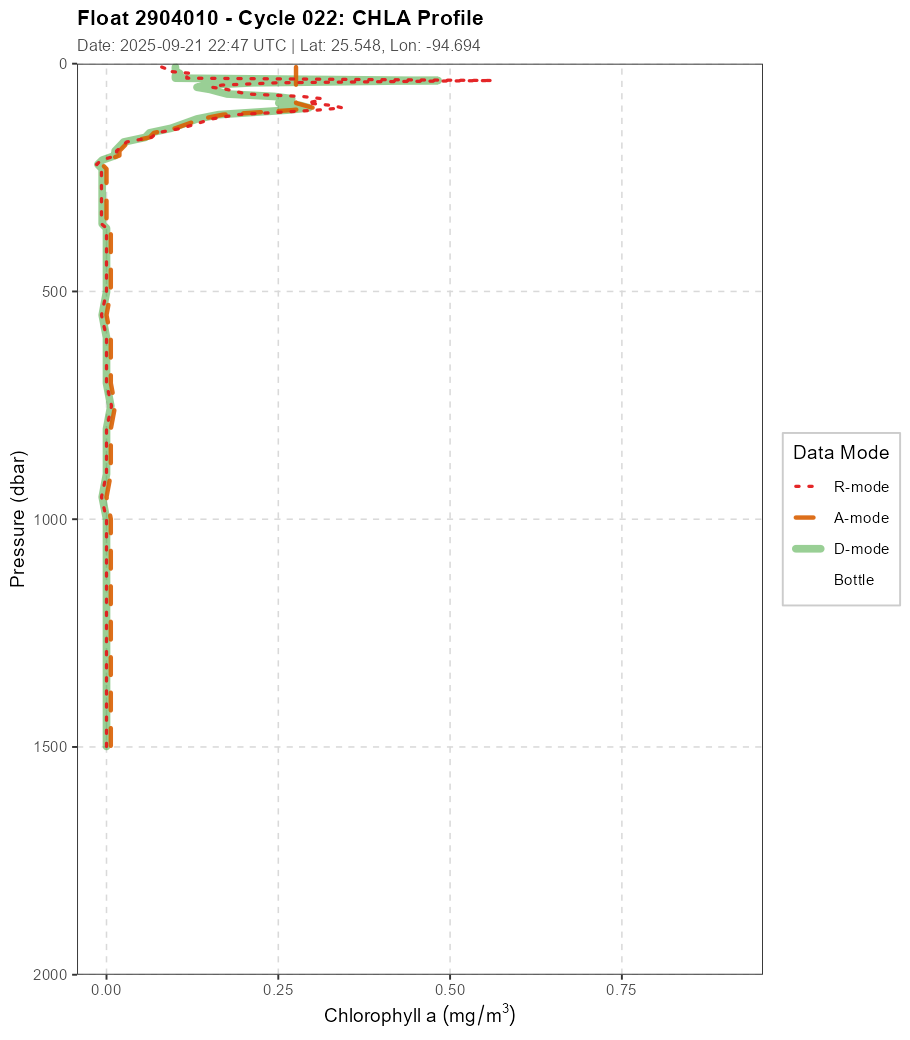 Float 2904010 - Cycle 022: CHLA Profile
Date: 2025-09-21 22:47 UTC | Lat: 25.548, Lon: -94.694
0
500
1000
1500
2000
Pressure (dbar)
0.00
0.25
0.50
0.75
Chlorophyll a (mg/m³)
Data Mode
R-mode
A-mode
D-mode
Bottle